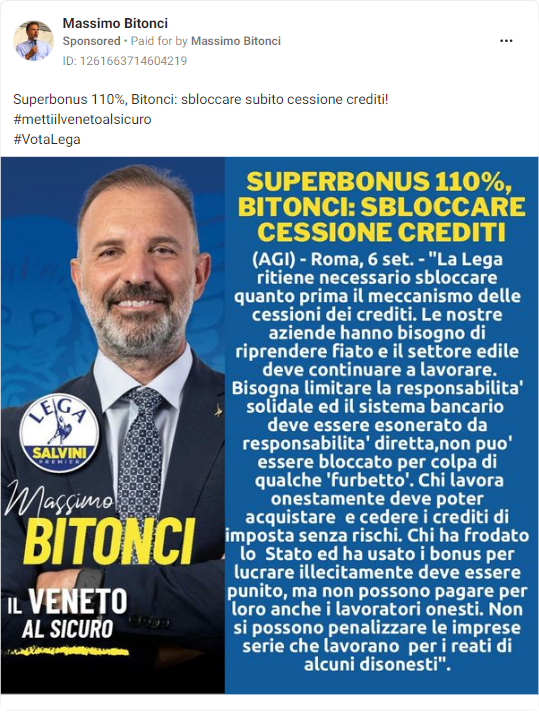 Massimo Bitonci
Sponsored • Paid for by Massimo Bitonci
ID: 1261663714604219
Superbonus 110%, Bitonci: sbloccare subito cessione crediti!
#mettiilvenetoalsicuro
#VotaLega
SUPERBONUS 110%,
BITONCI: SBLOCCARE
CESSIONE CREDITI
(AGI) - Roma, 6 set. - "La Lega
ritiene necessario sbloccare
quanto prima il meccanismo delle
cessioni dei crediti. Le nostre
aziende hanno bisogno di
riprendere fiato e il settore edile
deve continuare a lavorare.
Bisogna limitare la responsabilita'
solidale ed il sistema bancario
deve essere esonerato da
responsabilita' diretta,non puo'
essere bloccato per colpa di
qualche 'furbetto'. Chi lavora
onestamente deve poter
acquistare e cedere i crediti di
imposta senza rischi. Chi ha frodato
lo Stato ed ha usato i bonus per
lucrare illecitamente deve essere
punito, ma non possono pagare per
loro anche i lavoratori onesti. Non
si possono penalizzare le imprese
serie che lavorano per i reati di
alcuni disonesti".
LEGA
SALVINI
PREMIER
Massimo
BITONCI
IL VENETO
AL SICURO